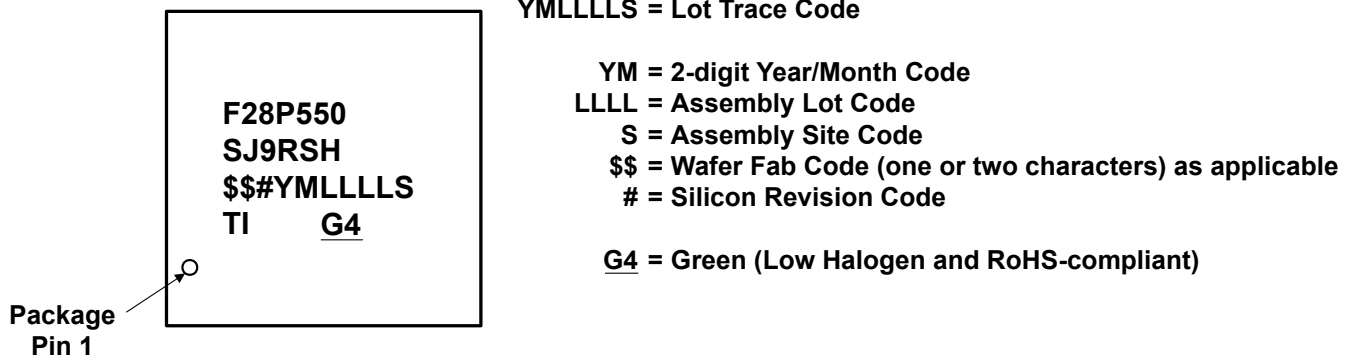 F28P550
SJ9RSH
$$#YMLLLLS
TI G4
Package
Pin 1
YMLLLLS = Lot Trace Code
YM = 2-digit Year/Month Code
LLLL = Assembly Lot Code
S = Assembly Site Code
$$ = Wafer Fab Code (one or two characters) as applicable
# = Silicon Revision Code
G4 = Green (Low Halogen and RoHS-compliant)